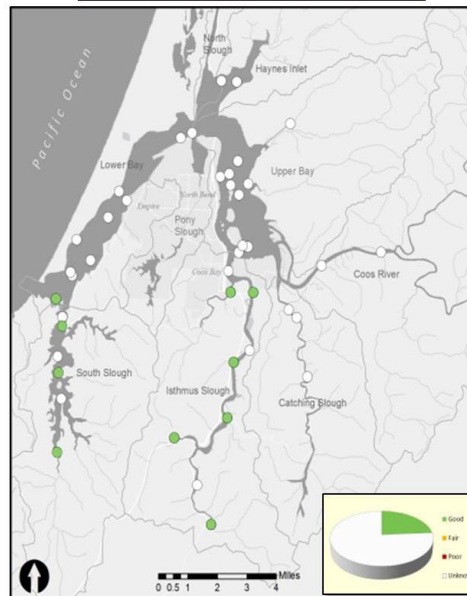 North
Slough
Haynes Inlet
Pacific Ocean
Lower Bay
Upper Bay
North Bend
Empire
Pony
Slough
Coos Bay
Coos River
South Slough
Isthmus Slough
Catching Slough
Good
Fair
Poor
Unkno
Miles
0 0.5 1 2 3 4